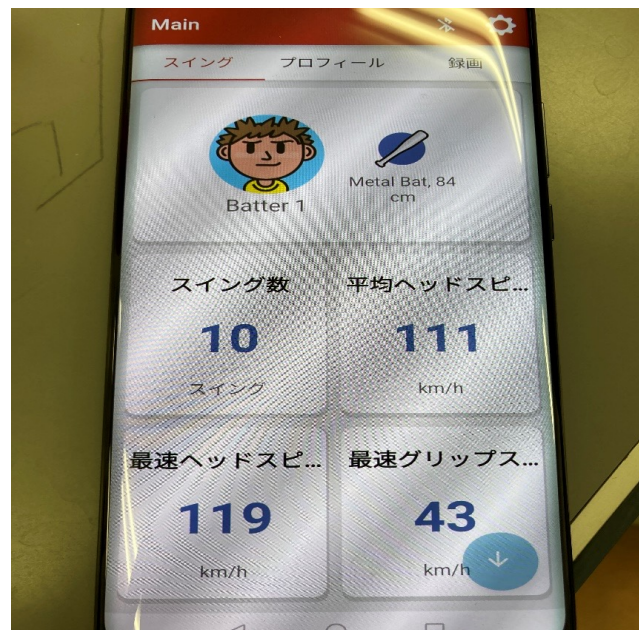 Main
スイング プロフィール 録画
Batter 1
Metal Bat, 84
cm
スイング数 平均ヘッドスピ...
10 111
スイング km/h
最速ヘッドスピ... 最速グリップス...
119 43
km/h km/h